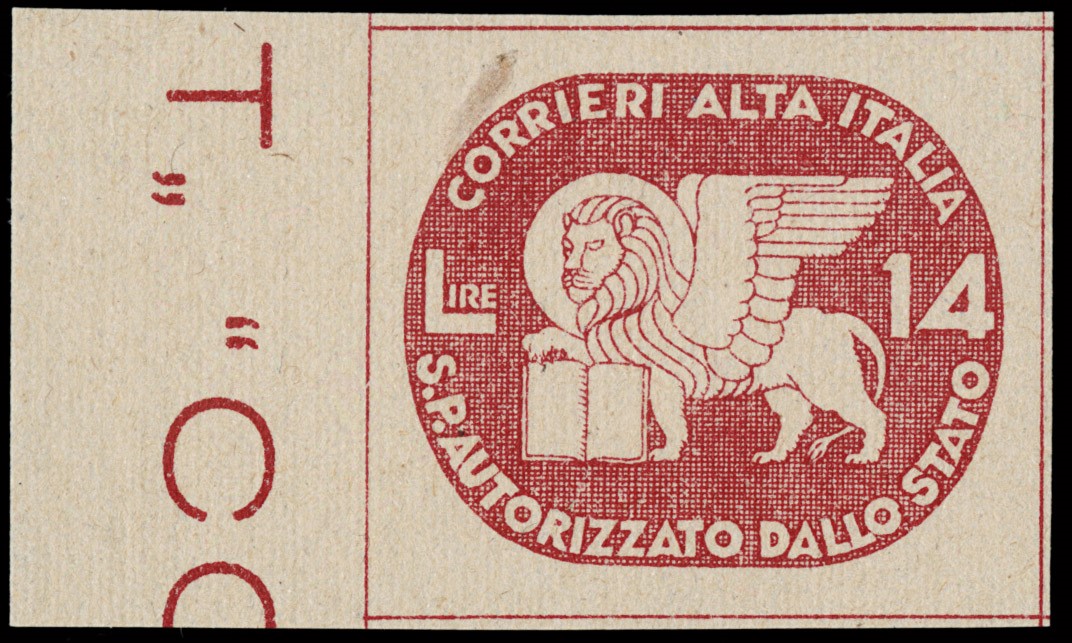 CORRIERI ALTA ITALIA
LIRE 14
S.P. AUTORIZZATO DALLO STATO
T " " C